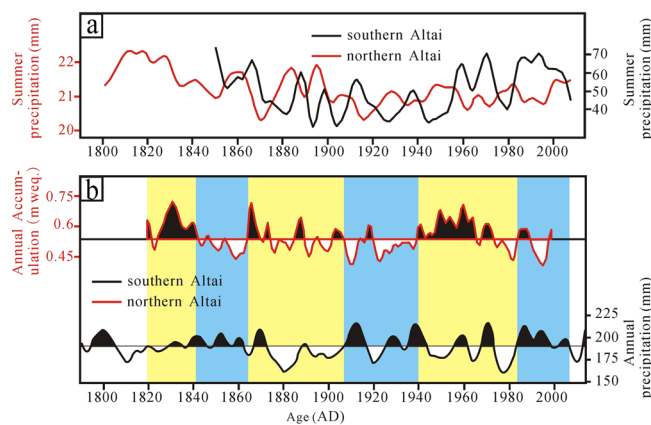 a
southern Altai
northern Altai
Summer
precipitation (mm)
22
21
20
70
60
50
40
Summer
precipitation (mm)
1800 1820 1840 1860 1880 1900 1920 1940 1960 1980 2000
b
Annual Accum-
ulation (m weq.)
0.75
0.6
0.45
southern Altai
northern Altai
225
200
175
150
Annual
precipitation (mm)
1800 1820 1840 1860 1880 1900 1920 1940 1960 1980 2000
Age (AD)